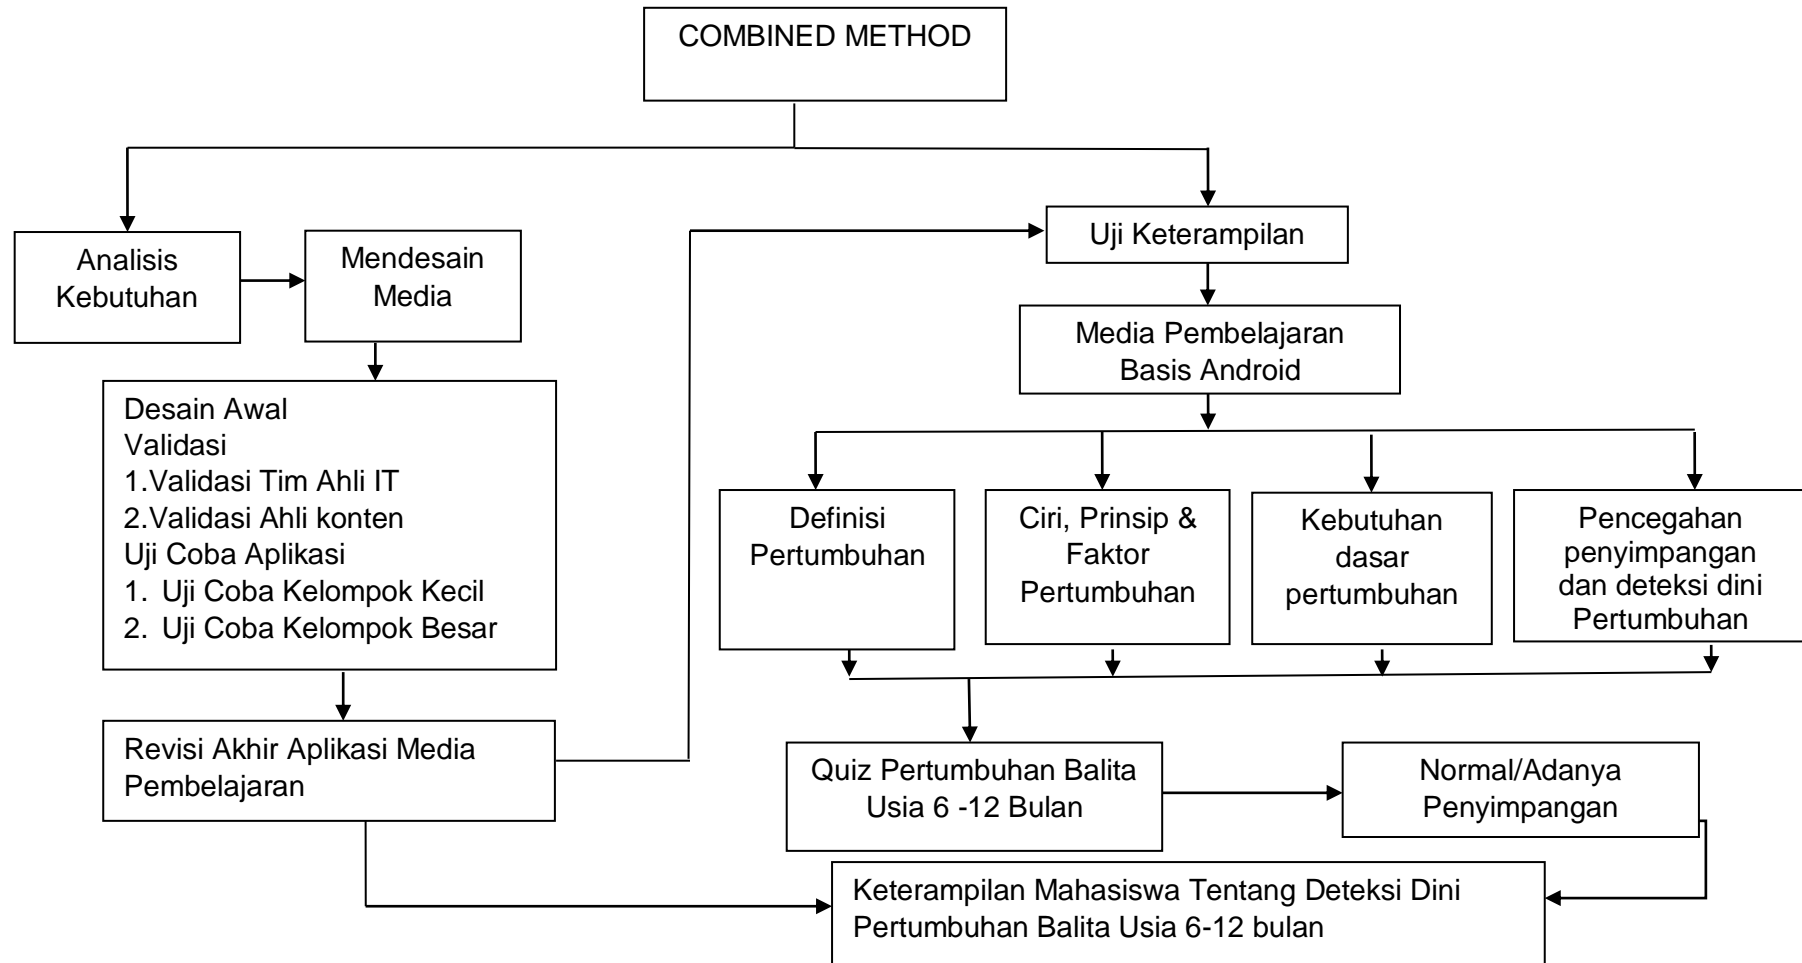 COMBINED METHOD
Analisis
Kebutuhan
Mendesain
Media
Desain Awal
Validasi
1.Validasi Tim Ahli IT
2.Validasi Ahli konten
Uji Coba Aplikasi
1. Uji Coba Kelompok Kecil
2. Uji Coba Kelompok Besar
Revisi Akhir Aplikasi Media
Pembelajaran
Uji Keterampilan
Media Pembelajaran
Basis Android
Definisi
Pertumbuhan
Ciri, Prinsip &
Faktor
Pertumbuhan
Kebutuhan
dasar
pertumbuhan
Pencegahan
penyimpangan
dan deteksi dini
Pertumbuhan
Quiz Pertumbuhan Balita
Usia 6 -12 Bulan
Normal/Adanya
Penyimpangan
Keterampilan Mahasiswa Tentang Deteksi Dini
Pertumbuhan Balita Usia 6-12 bulan